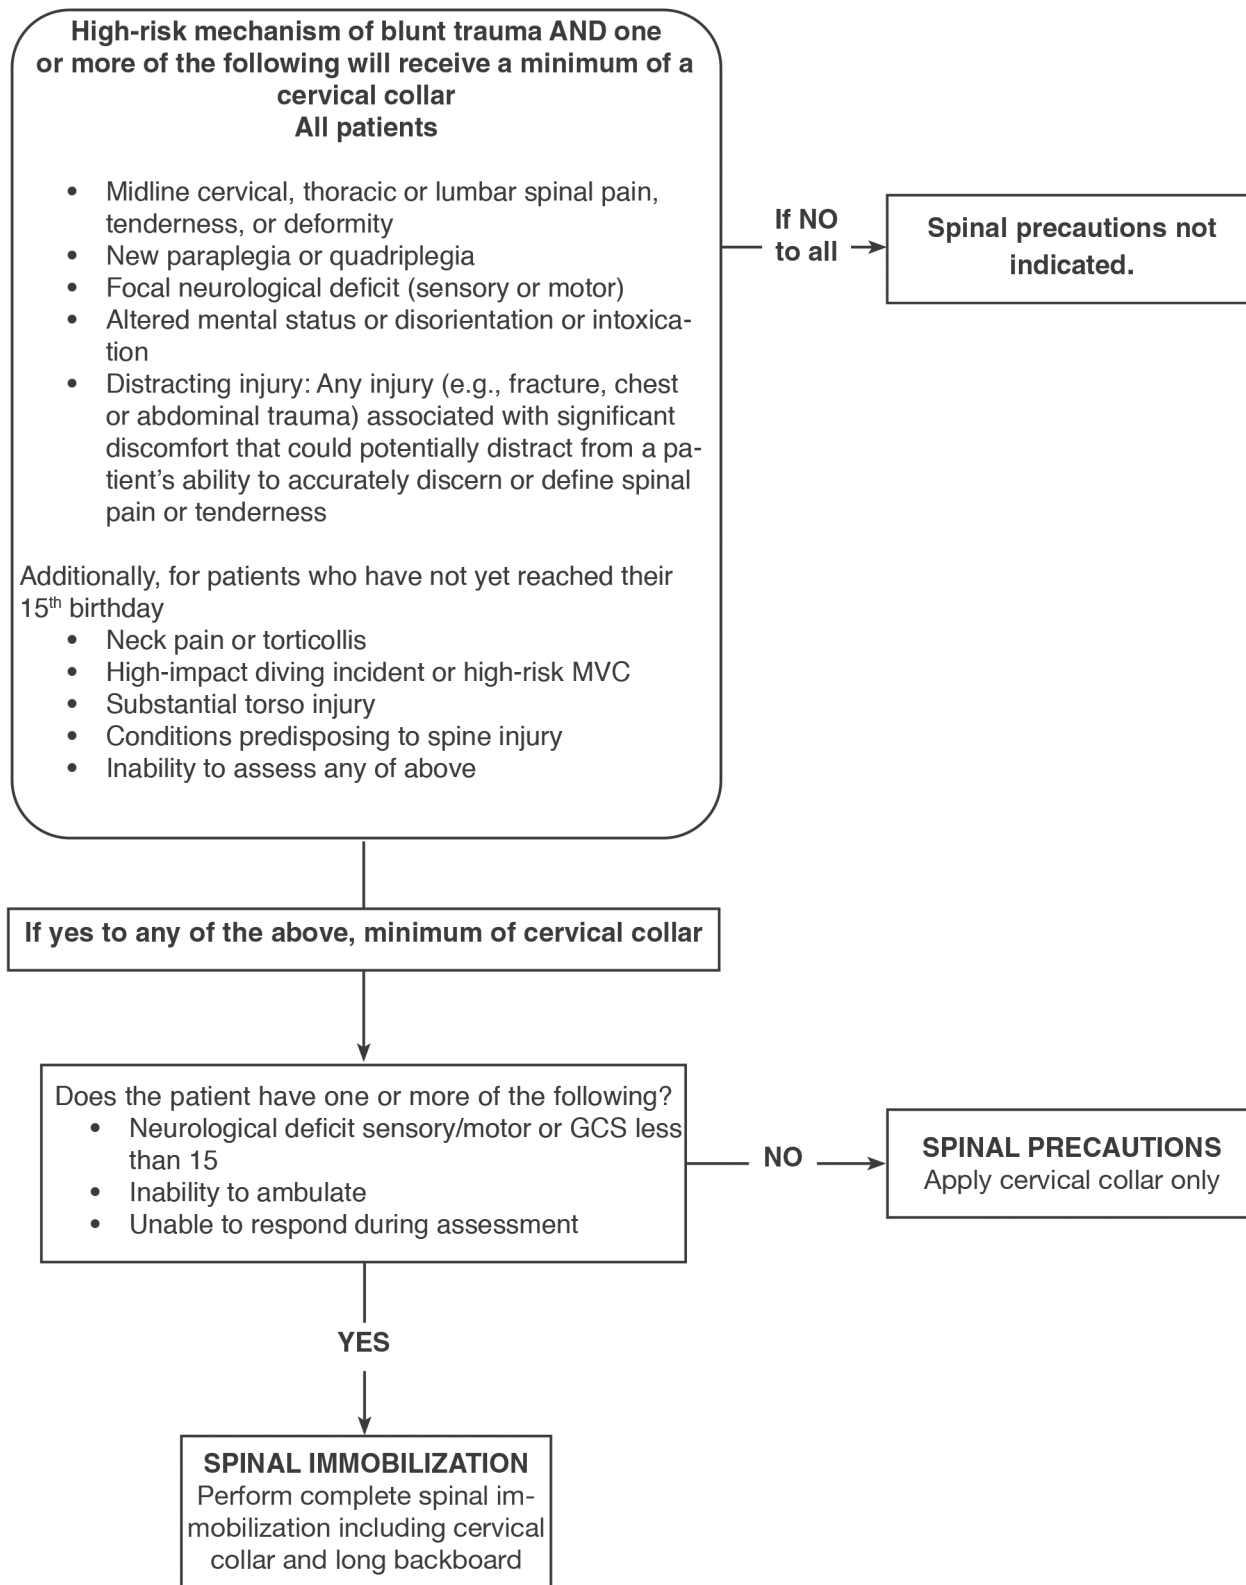 High-risk mechanism of blunt trauma AND one
or more of the following will receive a minimum of a
cervical collar
All patients
• Midline cervical, thoracic or lumbar spinal pain,
tenderness, or deformity
• New paraplegia or quadriplegia
• Focal neurological deficit (sensory or motor)
• Altered mental status or disorientation or intoxica-
tion
• Distracting injury: Any injury (e.g., fracture, chest
or abdominal trauma) associated with significant
discomfort that could potentially distract from a pa-
tient’s ability to accurately discern or define spinal
pain or tenderness
Additionally, for patients who have not yet reached their
15th birthday
• Neck pain or torticollis
• High-impact diving incident or high-risk MVC
• Substantial torso injury
• Conditions predisposing to spine injury
• Inability to assess any of above
If NO
to all
Spinal precautions not
indicated.
If yes to any of the above, minimum of cervical collar
Does the patient have one or more of the following?
• Neurological deficit sensory/motor or GCS less
than 15
• Inability to ambulate
• Unable to respond during assessment
NO
SPINAL PRECAUTIONS
Apply cervical collar only
YES
SPINAL IMMOBILIZATION
Perform complete spinal im-
mobilization including cervical
collar and long backboard